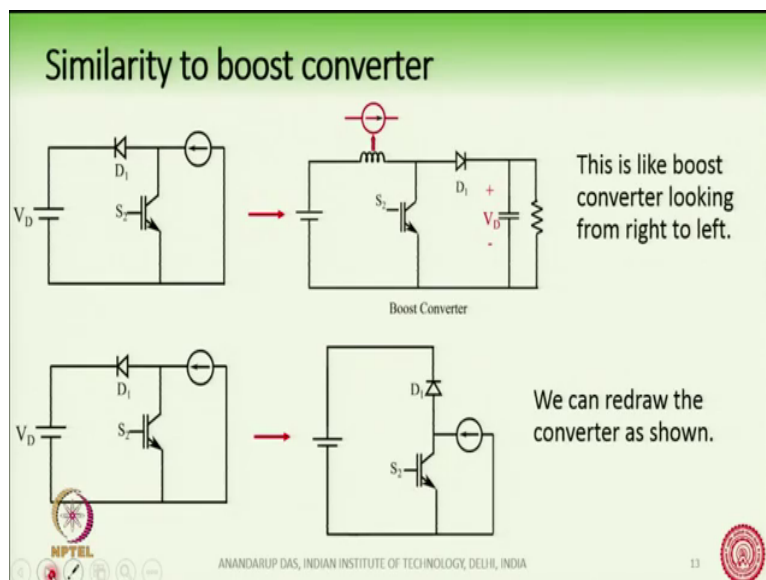 Similarity to boost converter
D₁
S₂
V_D
D₁
S₂
+
V_D
-
Boost Converter
This is like boost
converter looking
from right to left.
D₁
S₂
V_D
D₁
S₂
We can redraw the
converter as shown.
NPTEL
ANANDARUP DAS, INDIAN INSTITUTE OF TECHNOLOGY, DELHI, INDIA
13